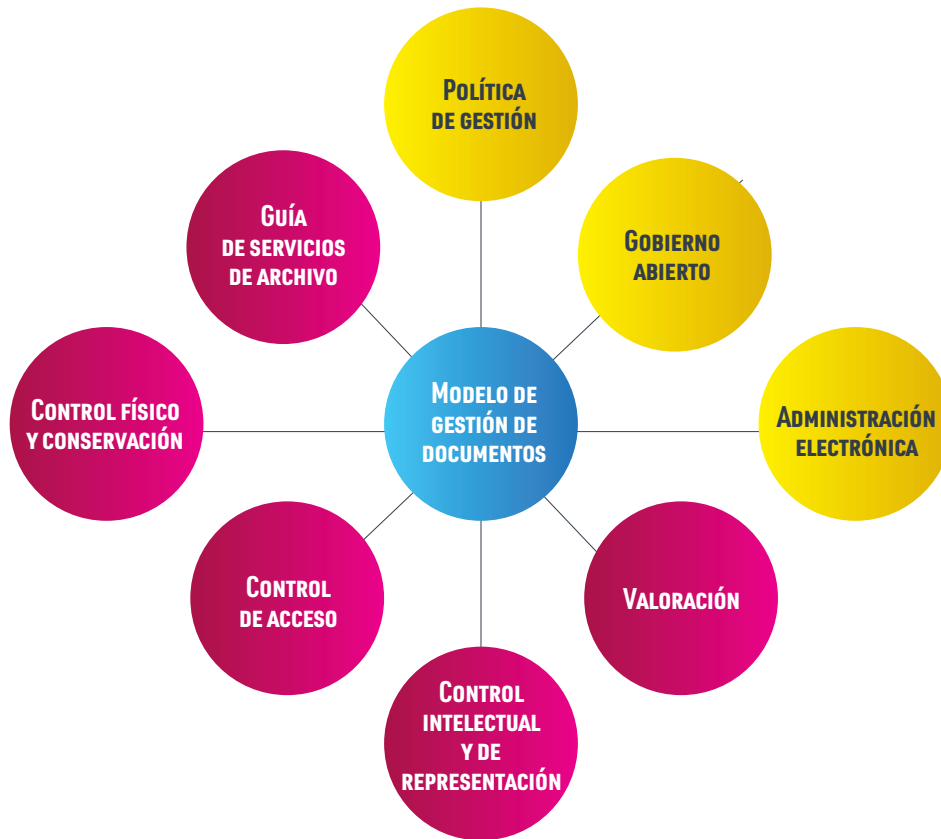 POLÍTICA
DE GESTIÓN
GUÍA
DE SERVICIOS
DE ARCHIVO
GOBIERNO
ABIERTO
CONTROL FÍSICO
Y CONSERVACIÓN
MODELO DE
GESTIÓN DE
DOCUMENTOS
ADMINISTRACIÓN
ELECTRÓNICA
CONTROL
DE ACCESO
VALORACIÓN
CONTROL
INTELECTUAL
Y DE
REPRESENTACIÓN